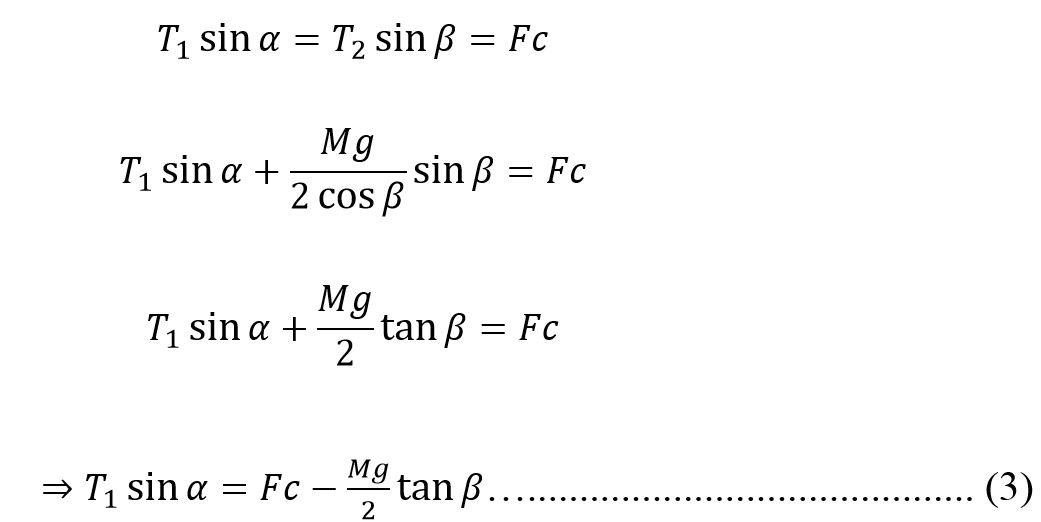 T₁ sin α = T₂ sin β = Fc
T₁ sin α + Mg/(2 cos β) sin β = Fc
T₁ sin α + Mg/2 tan β = Fc
⇒ T₁ sin α = Fc − Mg/2 tan β ................................................ (3)